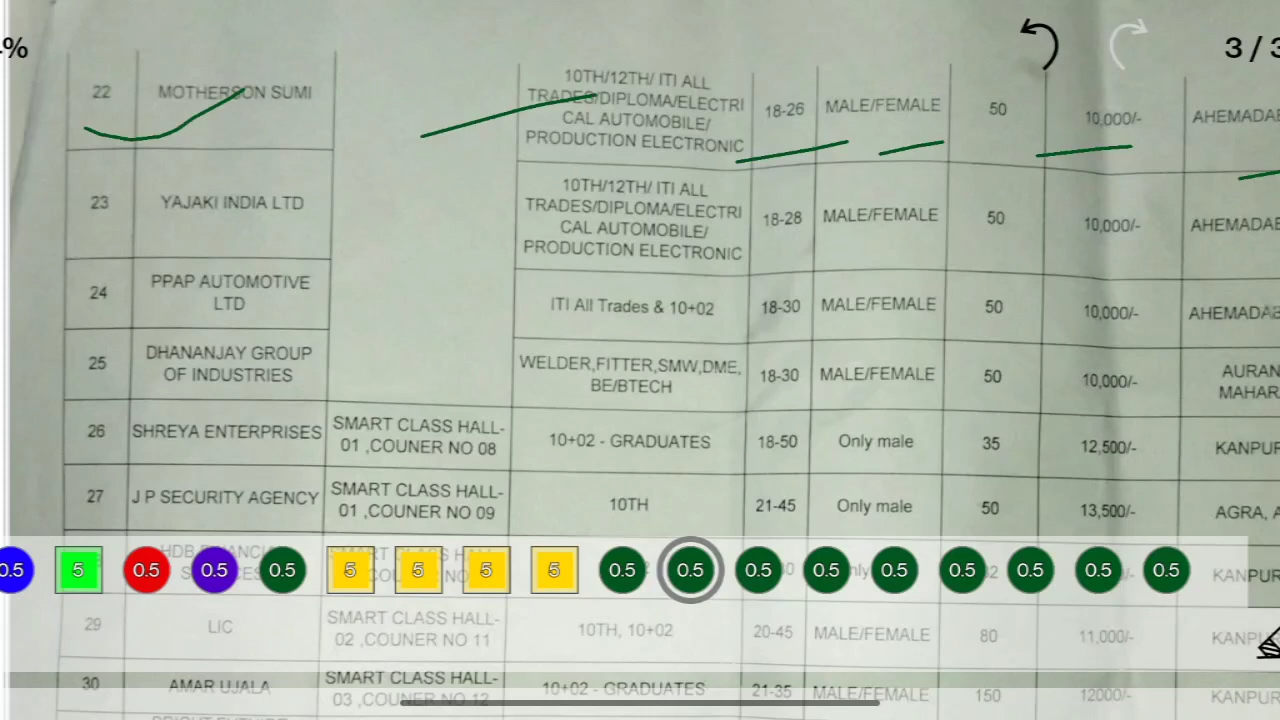 %
3 / 3
22 MOTHERSON SUMI 10TH/12TH/ ITI ALL TRADES/DIPLOMA/ELECTRI CAL AUTOMOBILE/ PRODUCTION ELECTRONIC 18-26 MALE/FEMALE 50 10,000/-
23 YAJAKI INDIA LTD 10TH/12TH/ ITI ALL TRADES/DIPLOMA/ELECTRI CAL AUTOMOBILE/ PRODUCTION ELECTRONIC 18-28 MALE/FEMALE 50 10,000/-
24 PPAP AUTOMOTIVE LTD ITI All Trades & 10+02 18-30 MALE/FEMALE 50 10,000/-
25 DHANANJAY GROUP OF INDUSTRIES WELDER,FITTER,SMW,DME, BE/BTECH 18-30 MALE/FEMALE 50 10,000/-
26 SHREYA ENTERPRISES SMART CLASS HALL- 01 ,COUNER NO 08 10+02 - GRADUATES 18-50 Only male 35 12,500/- KANPUR
27 J P SECURITY AGENCY SMART CLASS HALL- 01 ,COUNER NO 09 10TH 21-45 Only male 50 13,500/- AGRA,
0.5 5 0.5 0.5 0.5 5 5 5 5 0.5 0.5 0.5 0.5 0.5 0.5 0.5 0.5 0.5
KANPUR
29 LIC SMART CLASS HALL- 02 ,COUNER NO 11 10TH, 10+02 20-45 MALE/FEMALE 80 11,000/-
30 AMAR UJALA SMART CLASS HALL- 03 ,COUNER NO 12 10+02 - GRADUATES 21-35 MALE/FEMALE 150 12000/- KANPUR